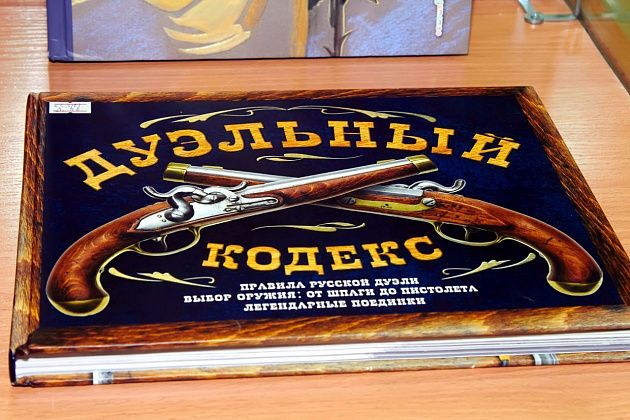 ДУЭЛЬНЫЙ
КОДЕКС
ПРАВИЛА РУССКОЙ ДУЭЛИ
ВЫБОР ОРУЖИЯ: ОТ ШПАГИ ДО ПИСТОЛЕТА
ЛЕГЕНДАРНЫЕ ПОЕДИНКИ